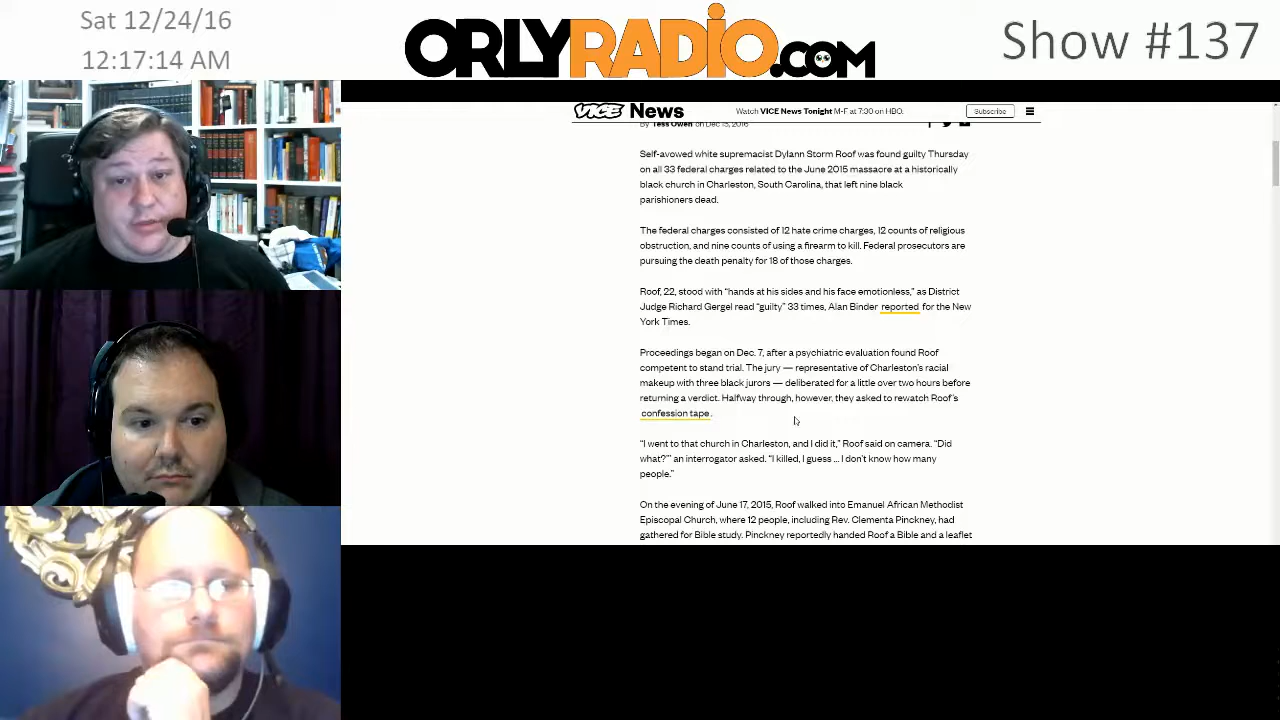 Sat 12/24/16
12:17:14 AM
ORLYRADiO.COM
Show #137
VICE News
Watch VICE News Tonight M-F at 7:30 on HBO.
Subscribe
By Tess Owen on Dec 15, 2016
Self-avowed white supremacist Dylann Storm Roof was found guilty Thursday
on all 33 federal charges related to the June 2015 massacre at a historically
black church in Charleston, South Carolina, that left nine black
parishioners dead.
The federal charges consisted of 12 hate crime charges, 12 counts of religious
obstruction, and nine counts of using a firearm to kill. Federal prosecutors are
pursuing the death penalty for 18 of those charges.
Roof, 22, stood with “hands at his sides and his face emotionless,” as District
Judge Richard Gergel read “guilty” 33 times, Alan Binder reported for the New
York Times.
Proceedings began on Dec. 7, after a psychiatric evaluation found Roof
competent to stand trial. The jury — representative of Charleston’s racial
makeup with three black jurors — deliberated for a little over two hours before
returning a verdict. Halfway through, however, they asked to rewatch Roof’s
confession tape.
“I went to that church in Charleston, and I did it,” Roof said on camera. “Did
what?’” an interrogator asked. “I killed, I guess … I don’t know how many
people.”
On the evening of June 17, 2015, Roof walked into Emanuel African Methodist
Episcopal Church, where 12 people, including Rev. Clementa Pinckney, had
gathered for Bible study. Pinckney reportedly handed Roof a Bible and a leaflet